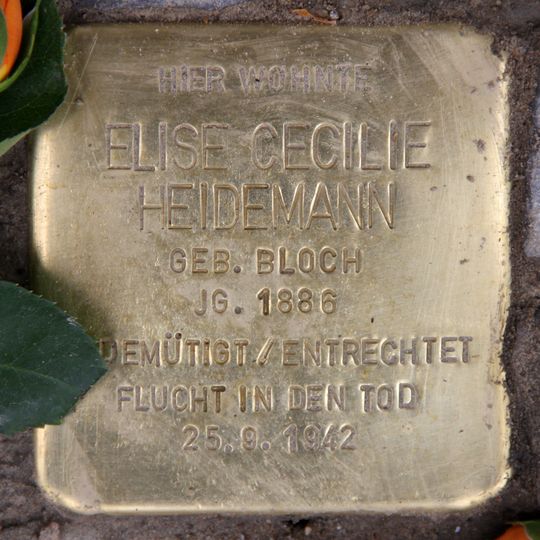 HIER WOHNTE
ELISE CECILIE
HEIDEMANN
GEB. BLOCH
JG. 1886
DEMÜTIGT / ENTRECHTET
FLUCHT IN DEN TOD
25.9.1942